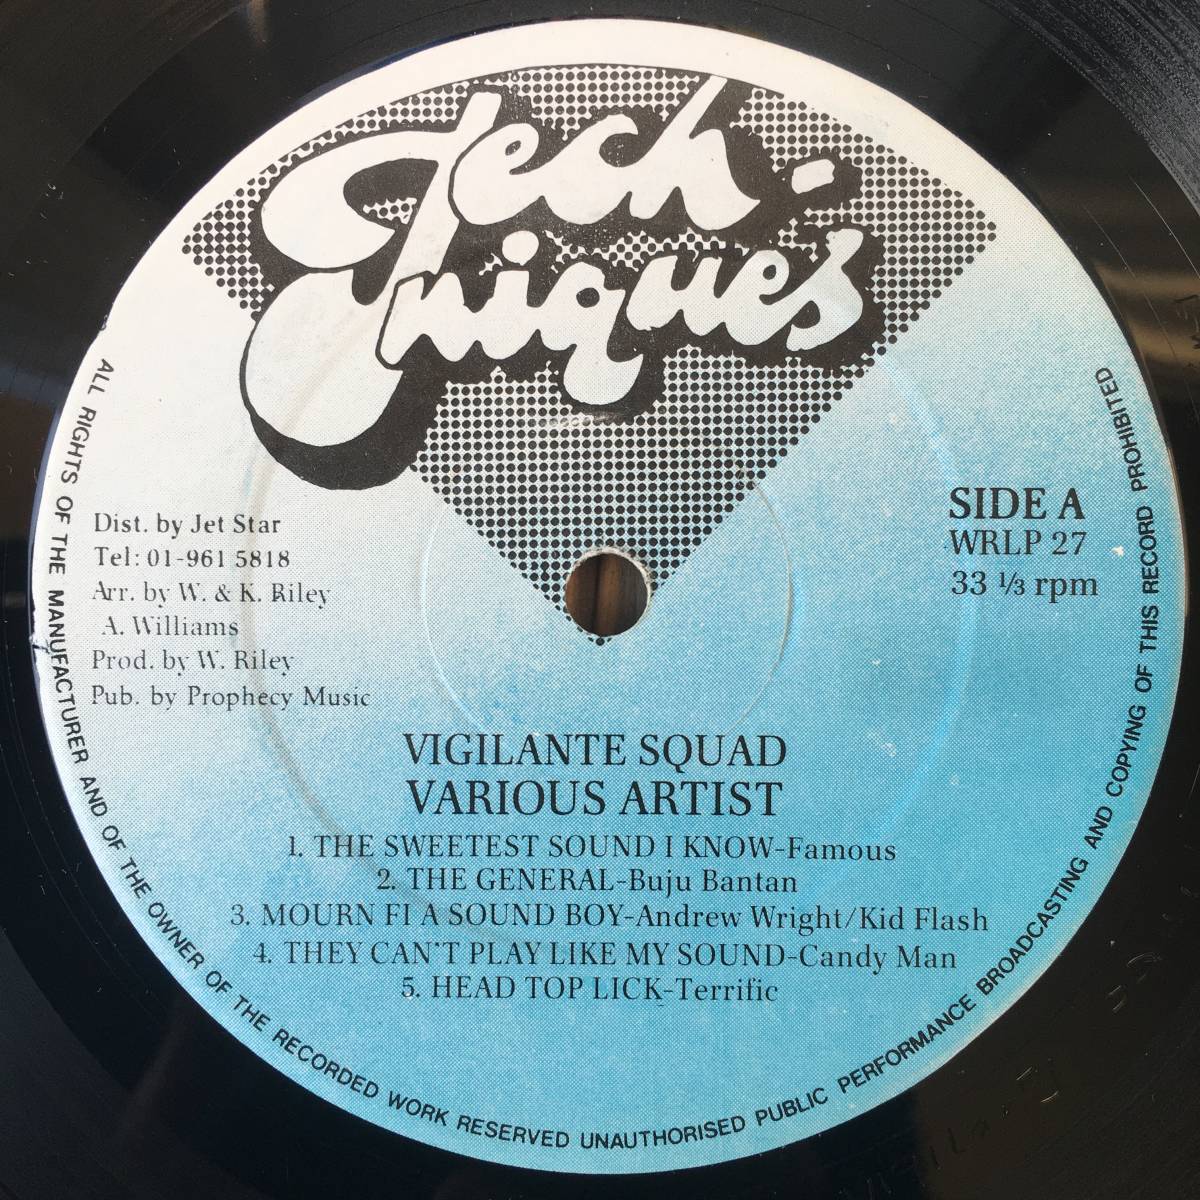 Tech-
niques
SIDE A
WRLP 27
33 ⅓ rpm
Dist. by Jet Star
Tel: 01-961 5818
Arr. by W. & K. Riley
A. Williams
Prod. by W. Riley
Pub. by Prophecy Music
VIGILANTE SQUAD
VARIOUS ARTIST
1. THE SWEETEST SOUND I KNOW-Famous
2. THE GENERAL-Buju Bantan
3. MOURN FI A SOUND BOY-Andrew Wright/Kid Flash
4. THEY CAN'T PLAY LIKE MY SOUND-Candy Man
5. HEAD TOP LICK-Terrific
ALL RIGHTS OF THE MANUFACTURER AND OF THE OWNER OF THE RECORDED WORK RESERVED UNAUTHORISED PUBLIC PERFORMANCE BROADCASTING AND COPYING OF THIS RECORD PROHIBITED